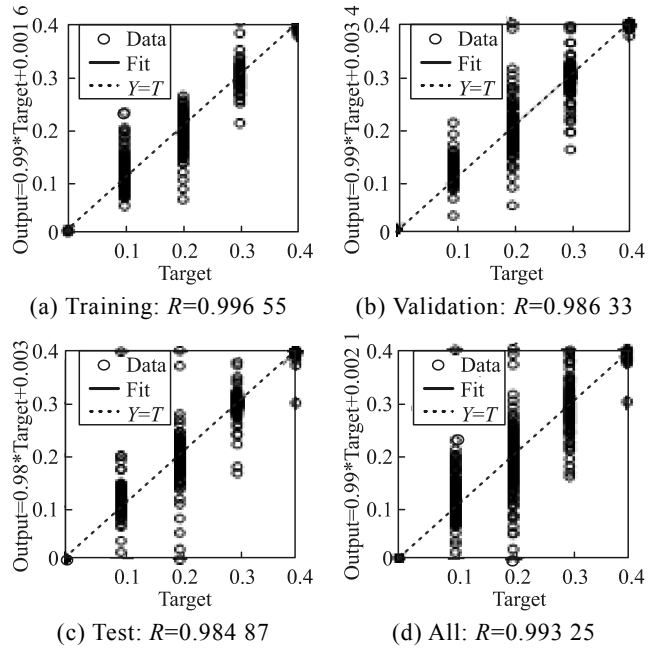 Output=0.99*Target+0.001 6
0.4
0.3
0.2
0.1
0
Data
Fit
Y=T
0.1 0.2 0.3 0.4
Target
(a) Training: R=0.996 55
Output=0.99*Target+0.003 4
0.4
0.3
0.2
0.1
0
Data
Fit
Y=T
0.1 0.2 0.3 0.4
Target
(b) Validation: R=0.986 33
Output=0.98*Target+0.003
0.4
0.3
0.2
0.1
0
Data
Fit
Y=T
0.1 0.2 0.3 0.4
Target
(c) Test: R=0.984 87
Output=0.99*Target+0.002 1
0.4
0.3
0.2
0.1
0
Data
Fit
Y=T
0.1 0.2 0.3 0.4
Target
(d) All: R=0.993 25